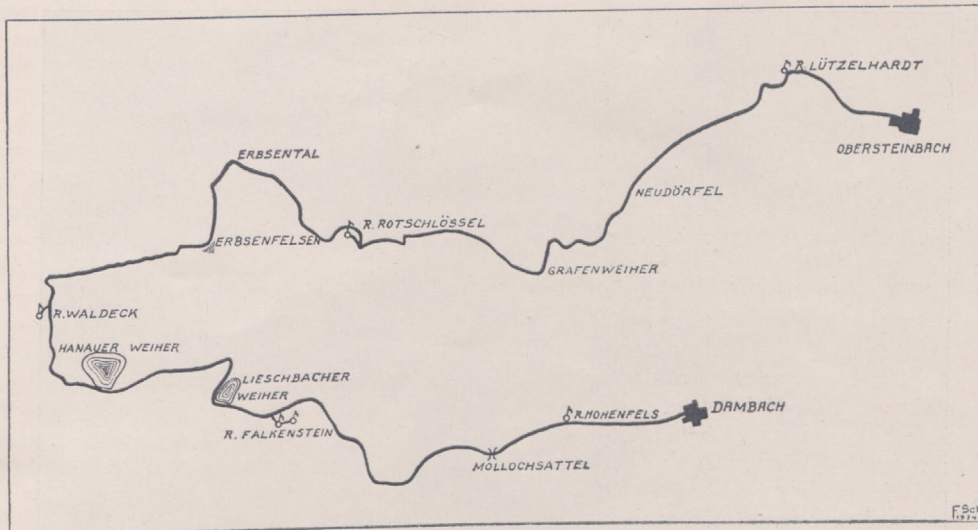 R. LÜTZELHARDT
OBERSTEINBACH
ERBSENTAL
NEUDÖRFEL
R. ROTSCHLÖSSEL
ERBSENFELSEN
GRAFENWEIHER
R. WALDECK
HANAUER WEIHER
LIESCHBACHER
WEIHER
DAMBACH
R. HOHENFELS
R. FALKENSTEIN
MOLLOCHSATTEL